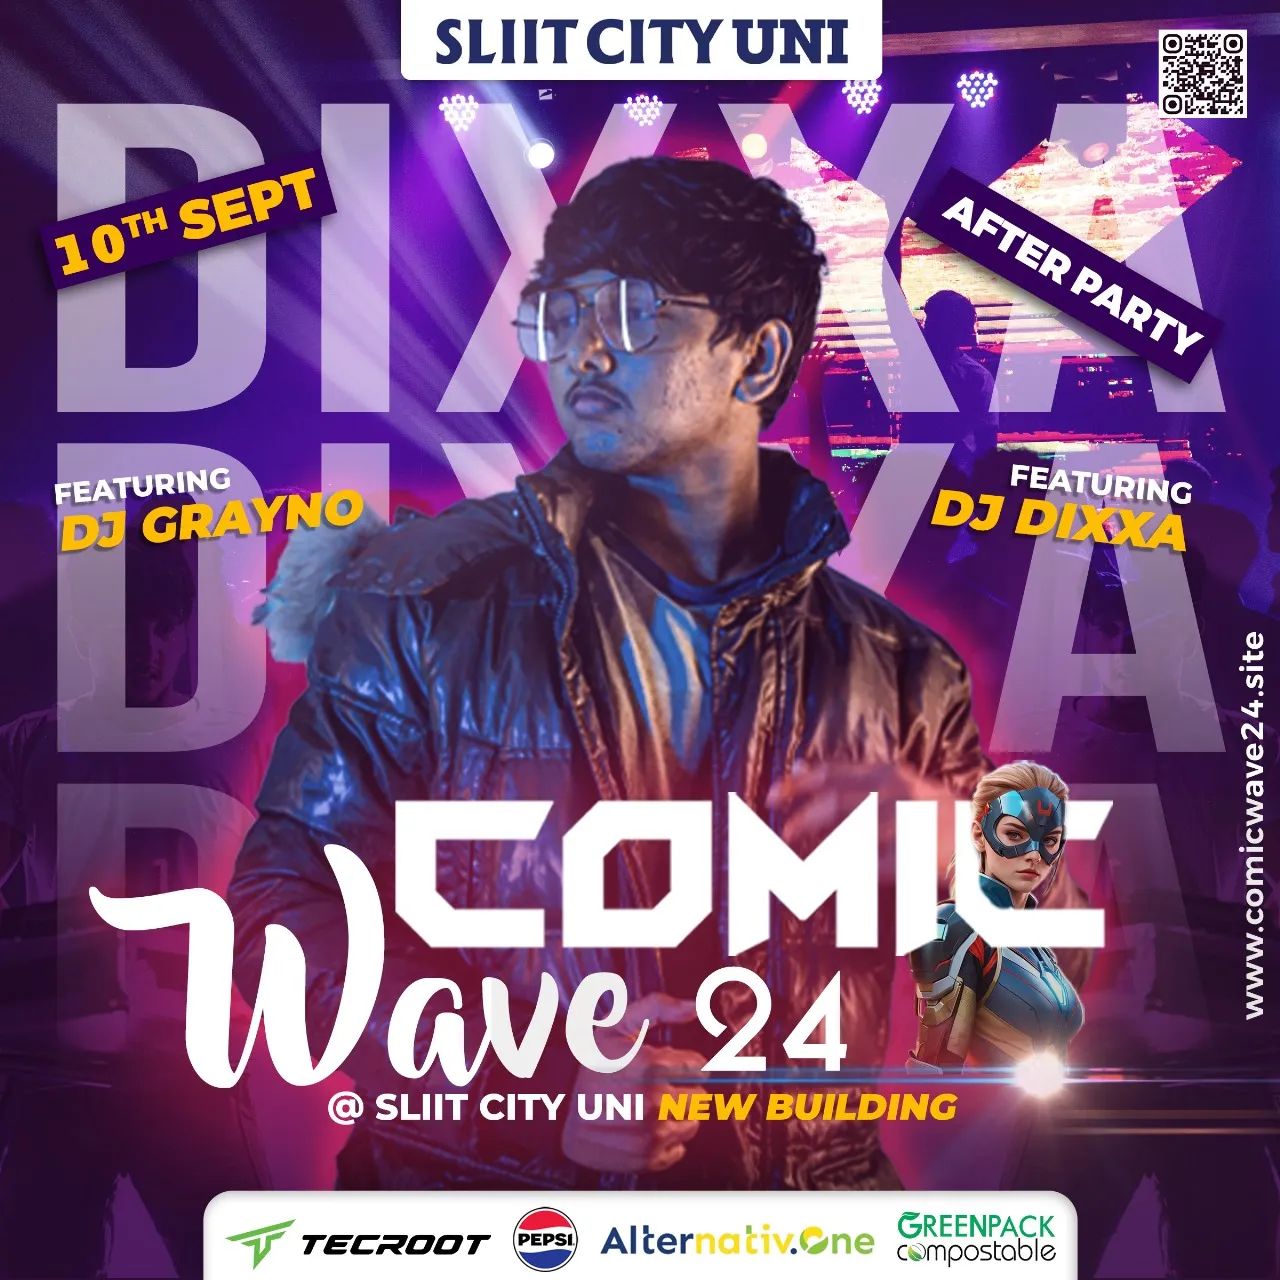 SLIIT CITY UNI
DIXXA
10TH SEPT
AFTER PARTY
DIXXA
FEATURING
DJ GRAYNO
FEATURING
DJ DIXXA
www.comicwave24.site
COMIC
Wave 24
@ SLIIT CITY UNI NEW BUILDING
TECROOT
PEPSI
Alternativ.One
GREENPACK
compostable